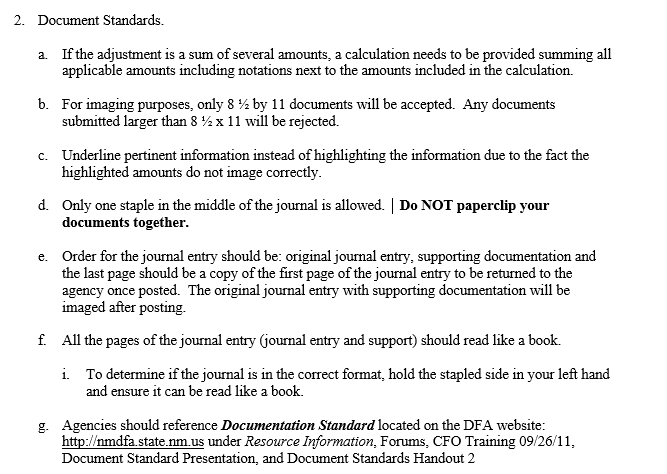 2. Document Standards.
a. If the adjustment is a sum of several amounts, a calculation needs to be provided summing all
applicable amounts including notations next to the amounts included in the calculation.
b. For imaging purposes, only 8 ½ by 11 documents will be accepted. Any documents
submitted larger than 8 ½ x 11 will be rejected.
c. Underline pertinent information instead of highlighting the information due to the fact the
highlighted amounts do not image correctly.
d. Only one staple in the middle of the journal is allowed. | Do NOT paperclip your
documents together.
e. Order for the journal entry should be: original journal entry, supporting documentation and
the last page should be a copy of the first page of the journal entry to be returned to the
agency once posted. The original journal entry with supporting documentation will be
imaged after posting.
f. All the pages of the journal entry (journal entry and support) should read like a book.
i. To determine if the journal is in the correct format, hold the stapled side in your left hand
and ensure it can be read like a book.
g. Agencies should reference Documentation Standard located on the DFA website:
http://nmdfa.state.nm.us under Resource Information, Forums, CFO Training 09/26/11,
Document Standard Presentation, and Document Standards Handout 2